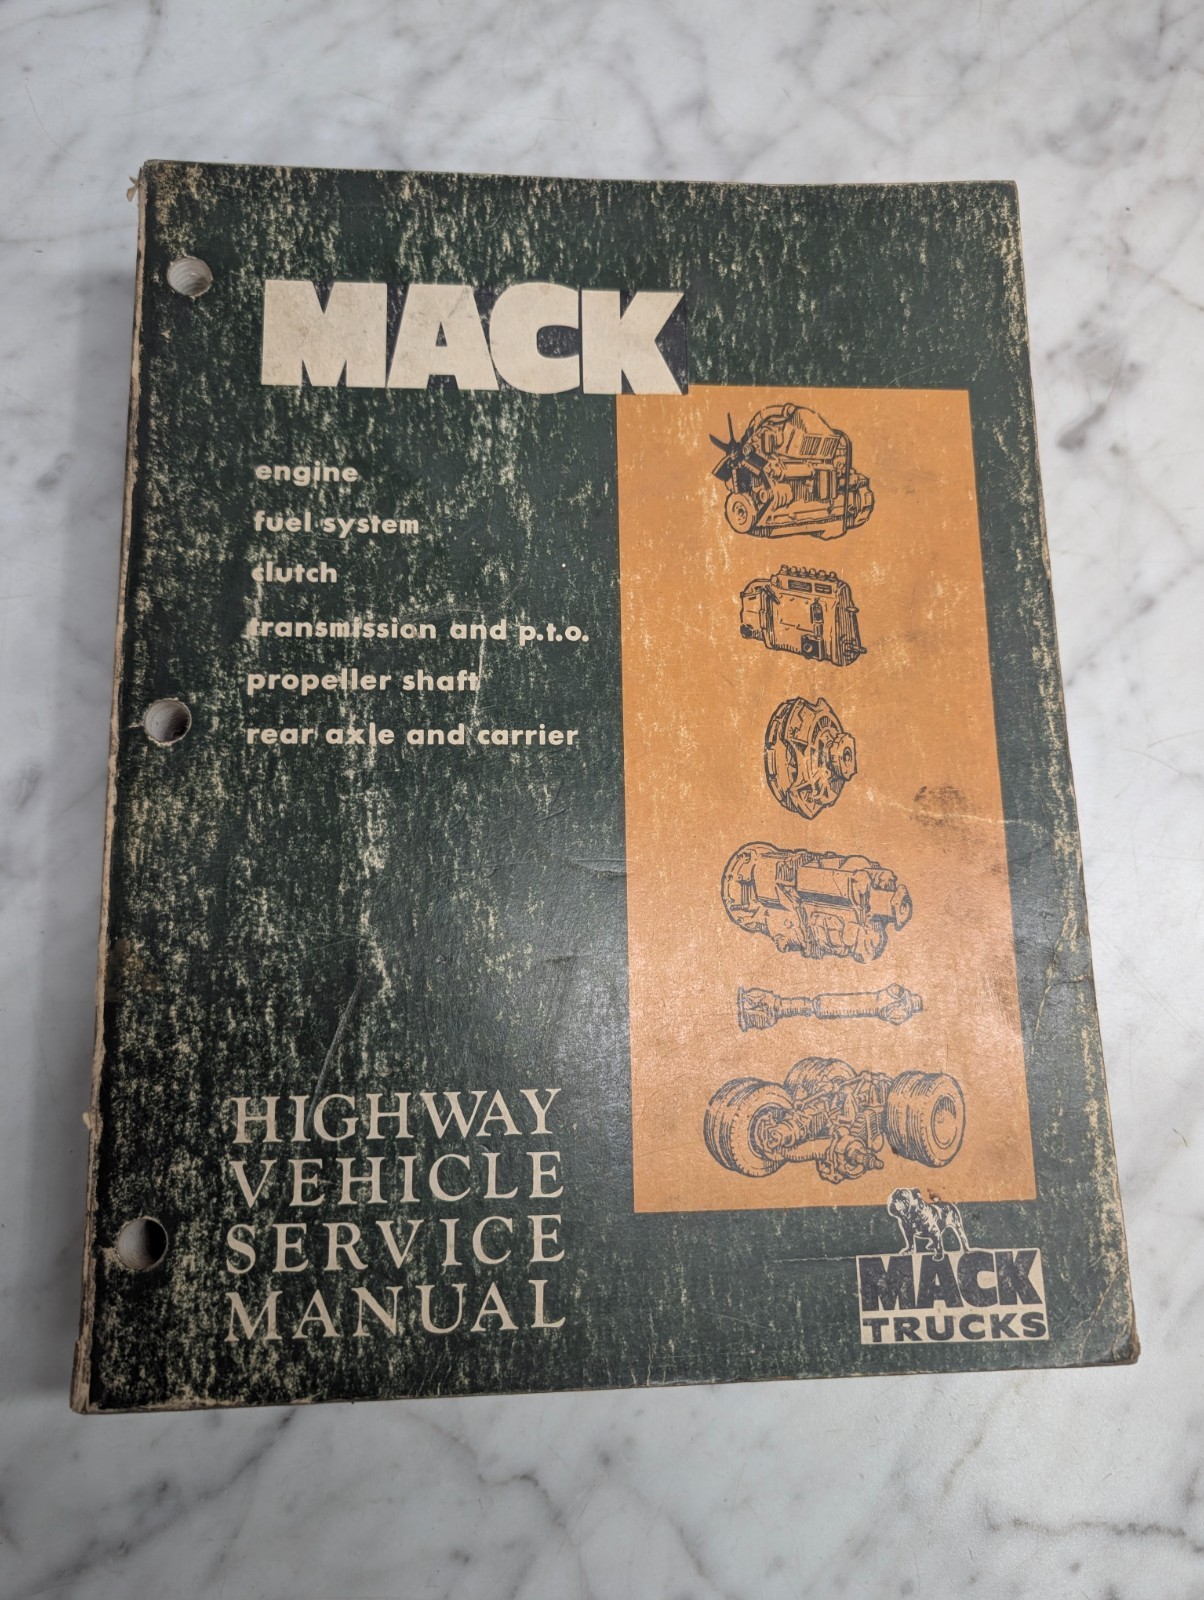 MACK
engine
fuel system
clutch
transmission and p.t.o.
propeller shaft
rear axle and carrier
HIGHWAY
VEHICLE
SERVICE
MANUAL
MACK
TRUCKS